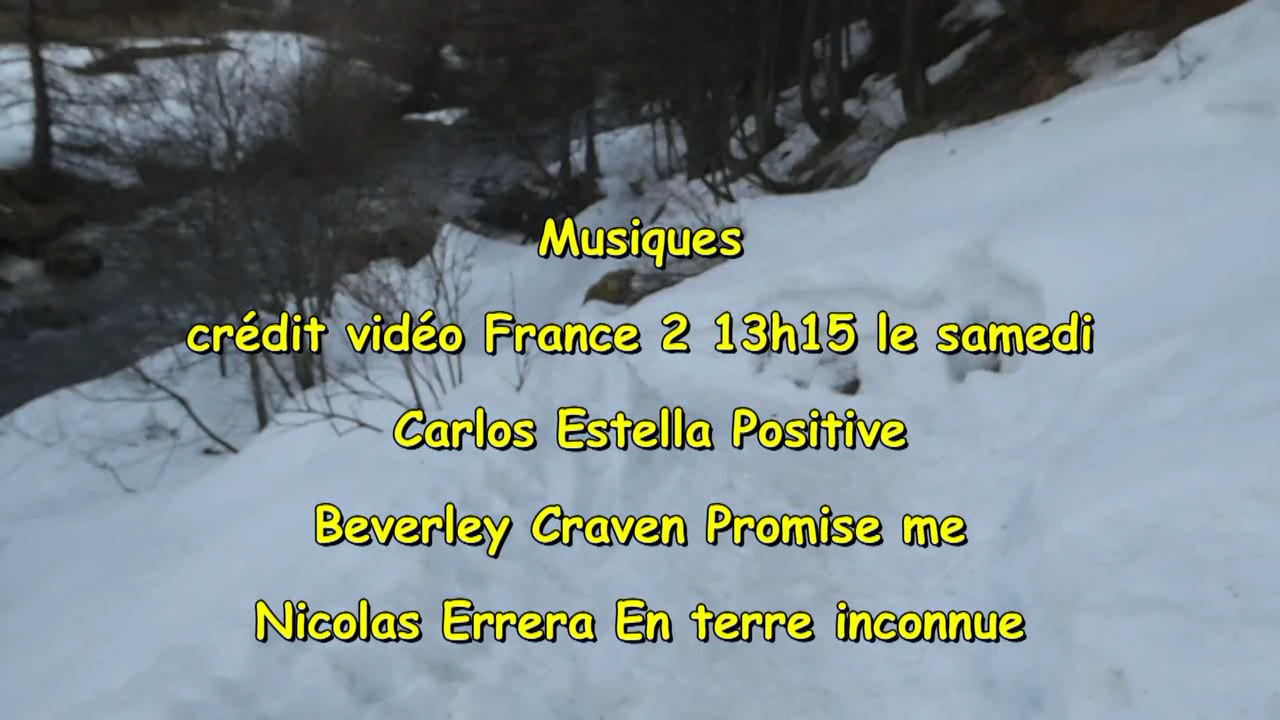 Musiques
crédit vidéo France 2 13h15 le samedi
Carlos Estella Positive
Beverley Craven Promise me
Nicolas Errera En terre inconnue